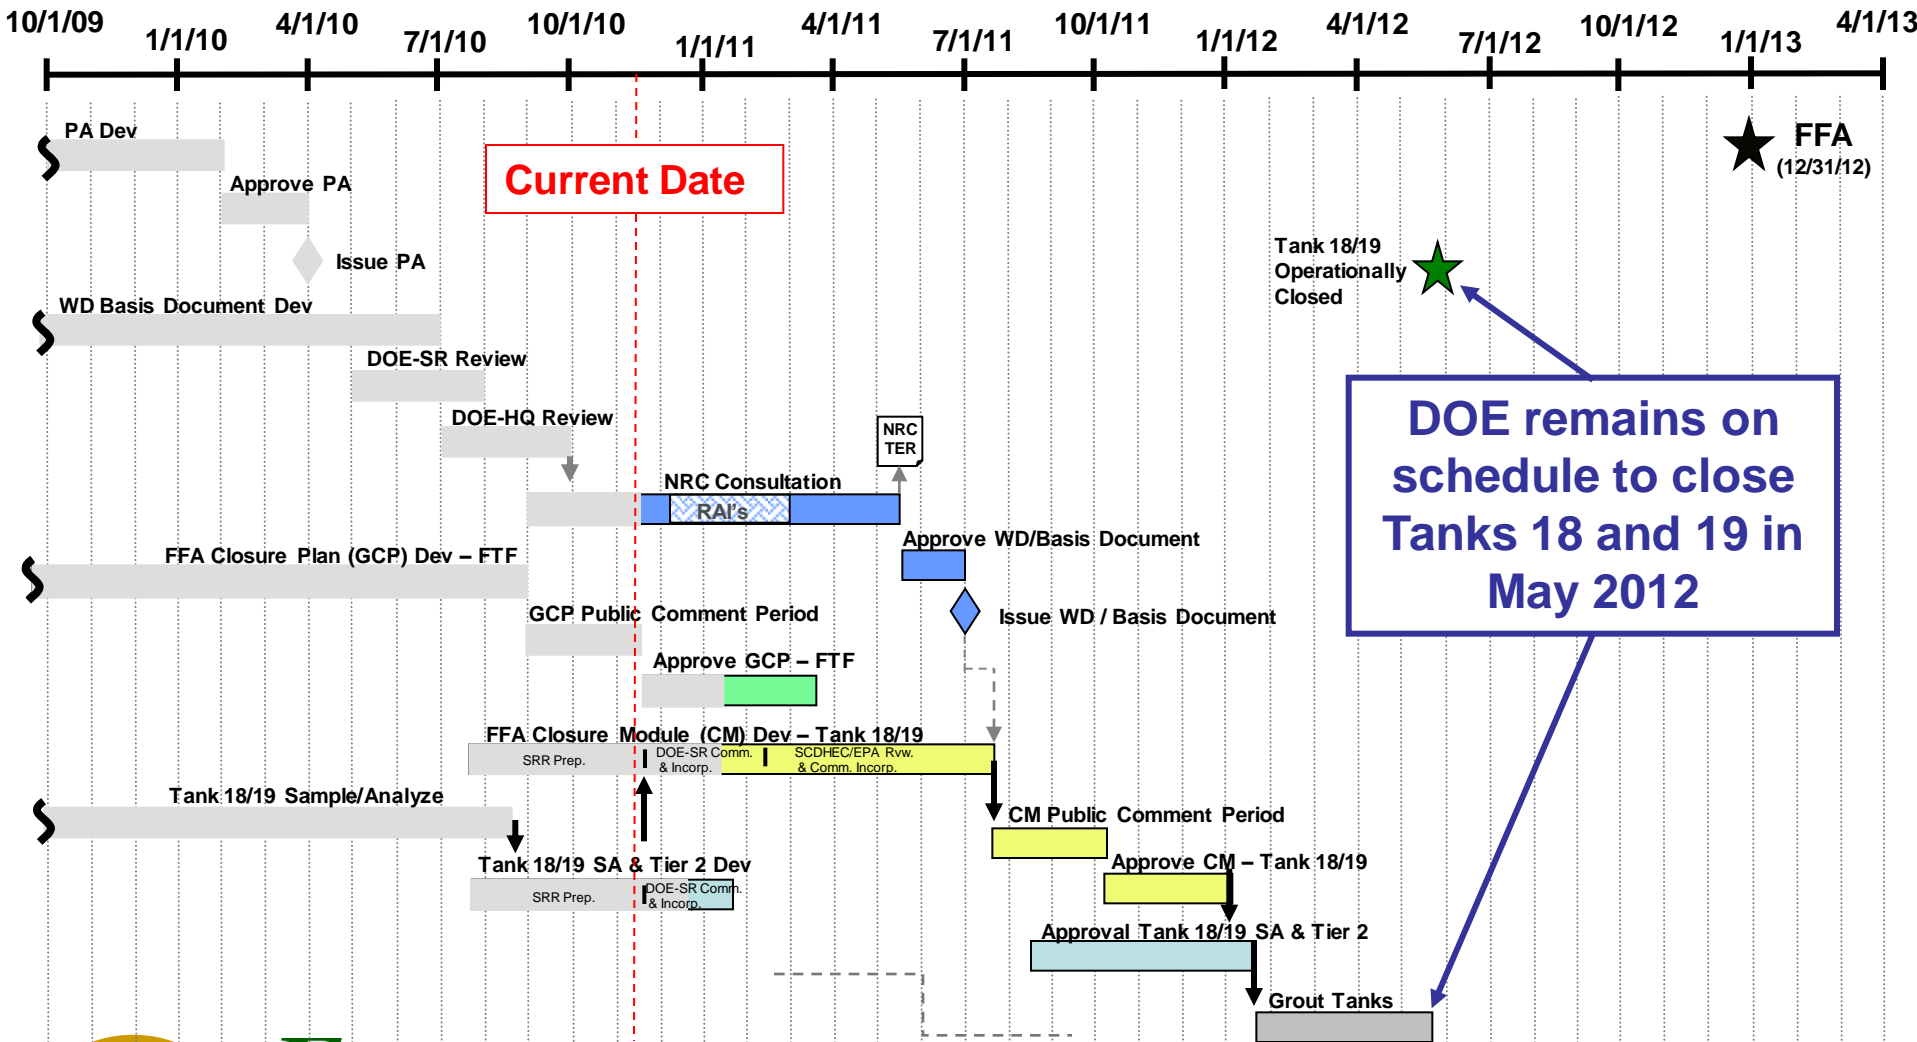 10/1/09
1/1/10
4/1/10
7/1/10
10/1/10
1/1/11
4/1/11
7/1/11
10/1/11
1/1/12
4/1/12
7/1/12
10/1/12
1/1/13
4/1/13
PA Dev
FFA
(12/31/12)
Current Date
Approve PA
Issue PA
Tank 18/19
Operationally
Closed
WD Basis Document Dev
DOE-SR Review
DOE-HQ Review
DOE remains on
schedule to close
Tanks 18 and 19 in
May 2012
NRC
TER
NRC Consultation
RAI's
Approve WD/Basis Document
FFA Closure Plan (GCP) Dev – FTF
GCP Public Comment Period
Issue WD / Basis Document
Approve GCP – FTF
FFA Closure Module (CM) Dev – Tank 18/19
SRR Prep.
DOE-SR Comm.
& Incorp.
SCDHEC/EPA Rvw.
& Comm. Incorp.
Tank 18/19 Sample/Analyze
CM Public Comment Period
Tank 18/19 SA & Tier 2 Dev
SRR Prep.
DOE-SR Comm.
& Incorp.
Approve CM – Tank 18/19
Approval Tank 18/19 SA & Tier 2
Grout Tanks